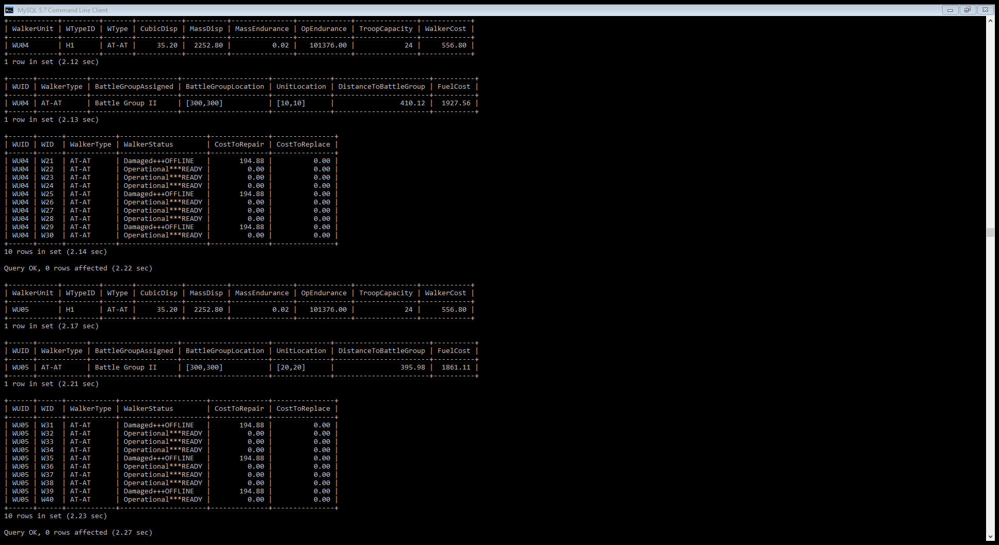 MySQL 5.7 Command Line Client
+------------+---------+-------+-----------+----------+---------------+-------------+---------------+------------+
| WalkerUnit | WTypeID | WType | CubicDisp | MassDisp | MassEndurance | OpEndurance | TroopCapacity | WalkerCost |
+------------+---------+-------+-----------+----------+---------------+-------------+---------------+------------+
| WU04       | H1      | AT-AT |     35.20 |  2252.80 |          0.02 |   101376.00 |            24 |     556.80 |
+------------+---------+-------+-----------+----------+---------------+-------------+---------------+------------+
1 row in set (2.12 sec)

+------+------------+---------------------+---------------------+--------------+-----------------------+----------+
| WUID | WalkerType | BattleGroupAssigned | BattleGroupLocation | UnitLocation | DistanceToBattleGroup | FuelCost |
+------+------------+---------------------+---------------------+--------------+-----------------------+----------+
| WU04 | AT-AT      | Battle Group II     | [300,300]           | [10,10]      |                410.12 |  1927.56 |
+------+------------+---------------------+---------------------+--------------+-----------------------+----------+
1 row in set (2.13 sec)

+------+------+------------+---------------------+--------------+---------------+
| WUID | WID  | WalkerType | WalkerStatus        | CostToRepair | CostToReplace |
+------+------+------------+---------------------+--------------+---------------+
| WU04 | W21  | AT-AT      | Damaged+++OFFLINE   |       194.88 |          0.00 |
| WU04 | W22  | AT-AT      | Operational***READY |         0.00 |          0.00 |
| WU04 | W23  | AT-AT      | Operational***READY |         0.00 |          0.00 |
| WU04 | W24  | AT-AT      | Operational***READY |         0.00 |          0.00 |
| WU04 | W25  | AT-AT      | Damaged+++OFFLINE   |       194.88 |          0.00 |
| WU04 | W26  | AT-AT      | Operational***READY |         0.00 |          0.00 |
| WU04 | W27  | AT-AT      | Operational***READY |         0.00 |          0.00 |
| WU04 | W28  | AT-AT      | Operational***READY |         0.00 |          0.00 |
| WU04 | W29  | AT-AT      | Damaged+++OFFLINE   |       194.88 |          0.00 |
| WU04 | W30  | AT-AT      | Operational***READY |         0.00 |          0.00 |
+------+------+------------+---------------------+--------------+---------------+
10 rows in set (2.14 sec)

Query OK, 0 rows affected (2.22 sec)

+------------+---------+-------+-----------+----------+---------------+-------------+---------------+------------+
| WalkerUnit | WTypeID | WType | CubicDisp | MassDisp | MassEndurance | OpEndurance | TroopCapacity | WalkerCost |
+------------+---------+-------+-----------+----------+---------------+-------------+---------------+------------+
| WU05       | H1      | AT-AT |     35.20 |  2252.80 |          0.02 |   101376.00 |            24 |     556.80 |
+------------+---------+-------+-----------+----------+---------------+-------------+---------------+------------+
1 row in set (2.17 sec)

+------+------------+---------------------+---------------------+--------------+-----------------------+----------+
| WUID | WalkerType | BattleGroupAssigned | BattleGroupLocation | UnitLocation | DistanceToBattleGroup | FuelCost |
+------+------------+---------------------+---------------------+--------------+-----------------------+----------+
| WU05 | AT-AT      | Battle Group II     | [300,300]           | [20,20]      |                395.98 |  1861.11 |
+------+------------+---------------------+---------------------+--------------+-----------------------+----------+
1 row in set (2.21 sec)

+------+------+------------+---------------------+--------------+---------------+
| WUID | WID  | WalkerType | WalkerStatus        | CostToRepair | CostToReplace |
+------+------+------------+---------------------+--------------+---------------+
| WU05 | W31  | AT-AT      | Damaged+++OFFLINE   |       194.88 |          0.00 |
| WU05 | W32  | AT-AT      | Operational***READY |         0.00 |          0.00 |
| WU05 | W33  | AT-AT      | Operational***READY |         0.00 |          0.00 |
| WU05 | W34  | AT-AT      | Operational***READY |         0.00 |          0.00 |
| WU05 | W35  | AT-AT      | Damaged+++OFFLINE   |       194.88 |          0.00 |
| WU05 | W36  | AT-AT      | Operational***READY |         0.00 |          0.00 |
| WU05 | W37  | AT-AT      | Operational***READY |         0.00 |          0.00 |
| WU05 | W38  | AT-AT      | Operational***READY |         0.00 |          0.00 |
| WU05 | W39  | AT-AT      | Damaged+++OFFLINE   |       194.88 |          0.00 |
| WU05 | W40  | AT-AT      | Operational***READY |         0.00 |          0.00 |
+------+------+------------+---------------------+--------------+---------------+
10 rows in set (2.23 sec)

Query OK, 0 rows affected (2.27 sec)